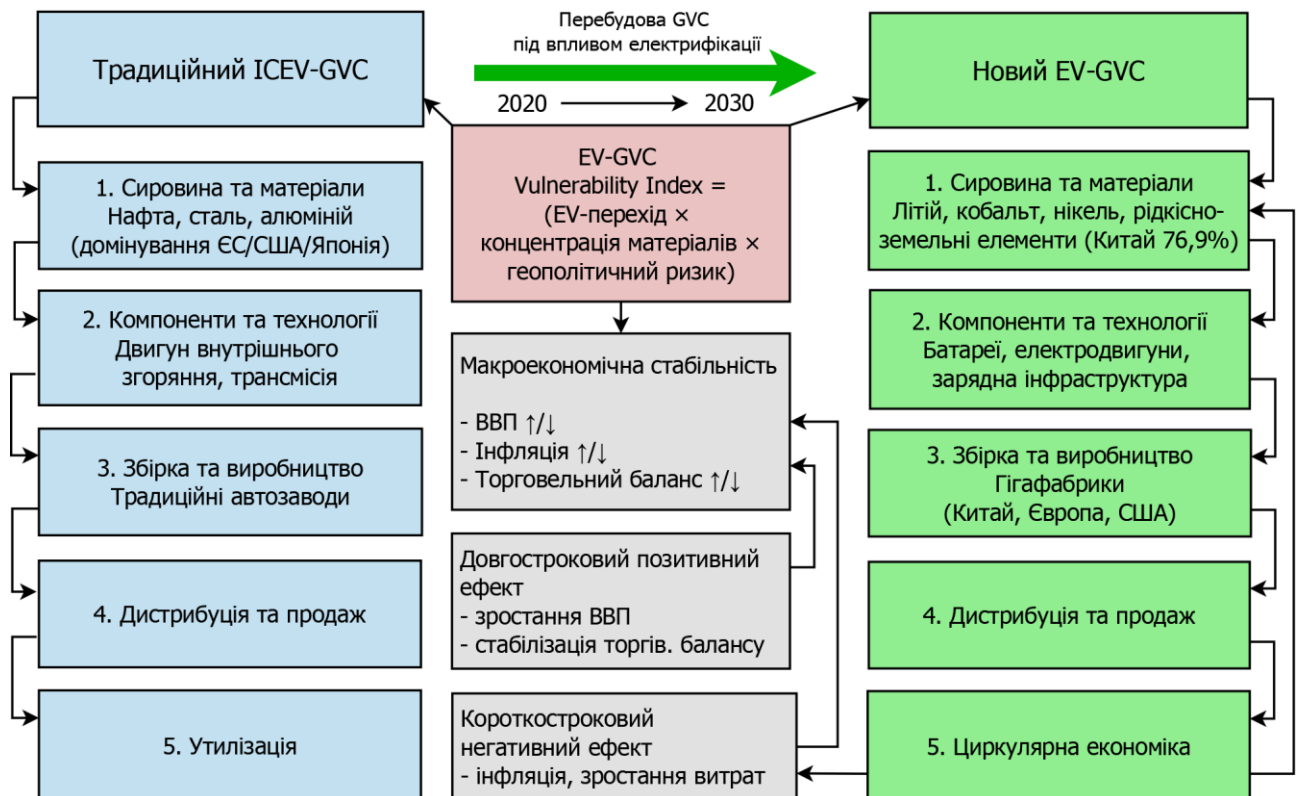 Традиційний ICEV-GVC
Перебудова GVC
під впливом електрифікації
2020
2030
Новий EV-GVC
EV-GVC
Vulnerability Index =
(EV-перехід ×
концентрація матеріалів ×
геополітичний ризик)
1. Сировина та матеріали
Нафта, сталь, алюміній
(домінування ЄС/США/Японія)
2. Компоненти та технології
Двигун внутрішнього
згоряння, трансмісія
3. Збірка та виробництво
Традиційні автозаводи
4. Дистрибуція та продаж
5. Утилізація
Макроекономічна стабільність
- ВВП ↑/↓
- Інфляція ↑/↓
- Торговельний баланс ↑/↓
Довгостроковий позитивний
ефект
- зростання ВВП
- стабілізація торгів. балансу
Короткостроковий
негативний ефект
- інфляція, зростання витрат
1. Сировина та матеріали
Літій, кобальт, нікель, рідкісно-
земельні елементи (Китай 76,9%)
2. Компоненти та технології
Батареї, електродвигуни,
зарядна інфраструктура
3. Збірка та виробництво
Гігафабрики
(Китай, Європа, США)
4. Дистрибуція та продаж
5. Циркулярна економіка